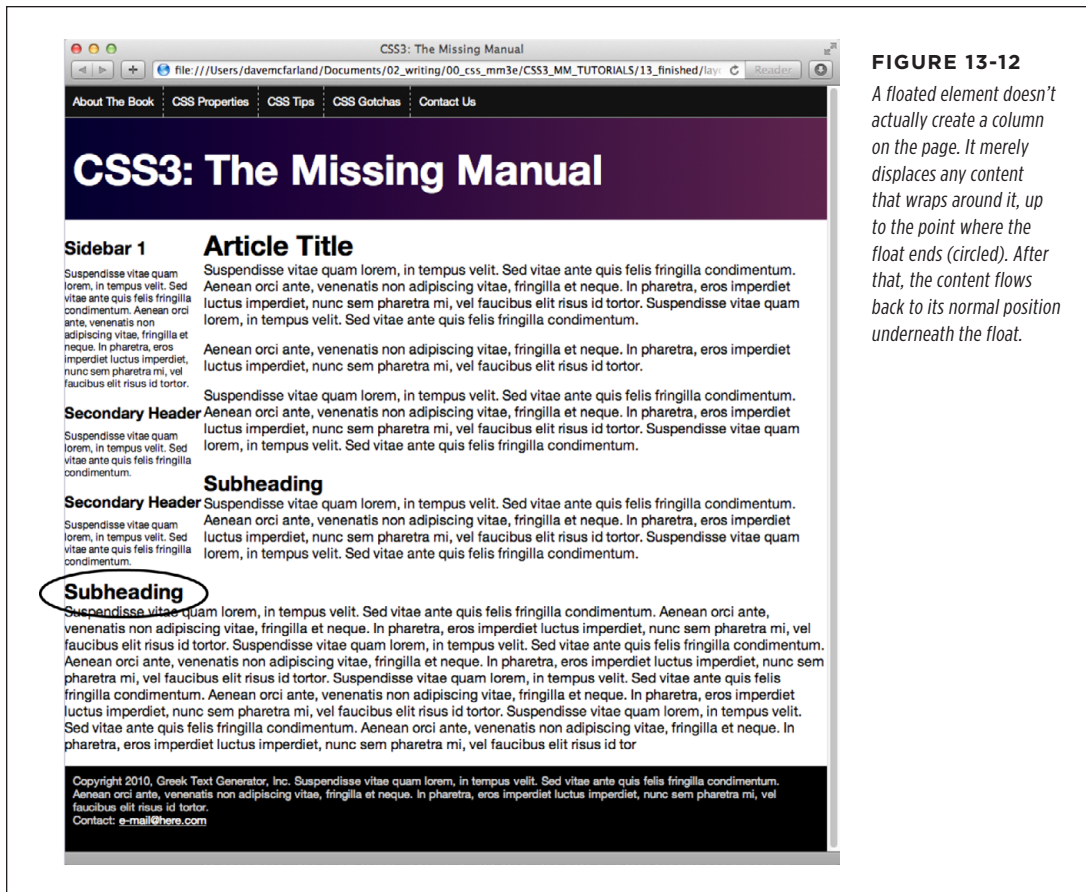 CSS3: The Missing Manual
file:///Users/davemcfarland/Documents/02_writing/00_css_mm3e/CSS3_MM_TUTORIALS/13_finished/lay
Reader
About The Book
CSS Properties
CSS Tips
CSS Gotchas
Contact Us
CSS3: The Missing Manual
Sidebar 1
Suspendisse vitae quam
lorem, in tempus velit. Sed
vitae ante quis felis fringilla
condimentum. Aenean orci
ante, venenatis non
adipiscing vitae, fringilla et
neque. In pharetra, eros
imperdiet luctus imperdiet,
nunc sem pharetra mi, vel
faucibus elit risus id tortor.
Secondary Header
Suspendisse vitae quam
lorem, in tempus velit. Sed
vitae ante quis felis fringilla
condimentum.
Secondary Header
Suspendisse vitae quam
lorem, in tempus velit. Sed
vitae ante quis felis fringilla
condimentum.
Article Title
Suspendisse vitae quam lorem, in tempus velit. Sed vitae ante quis felis fringilla condimentum.
Aenean orci ante, venenatis non adipiscing vitae, fringilla et neque. In pharetra, eros imperdiet
luctus imperdiet, nunc sem pharetra mi, vel faucibus elit risus id tortor. Suspendisse vitae quam
lorem, in tempus velit. Sed vitae ante quis felis fringilla condimentum.
Aenean orci ante, venenatis non adipiscing vitae, fringilla et neque. In pharetra, eros imperdiet
luctus imperdiet, nunc sem pharetra mi, vel faucibus elit risus id tortor.
Suspendisse vitae quam lorem, in tempus velit. Sed vitae ante quis felis fringilla condimentum.
Aenean orci ante, venenatis non adipiscing vitae, fringilla et neque. In pharetra, eros imperdiet
luctus imperdiet, nunc sem pharetra mi, vel faucibus elit risus id tortor. Suspendisse vitae quam
lorem, in tempus velit. Sed vitae ante quis felis fringilla condimentum.
Subheading
Suspendisse vitae quam lorem, in tempus velit. Sed vitae ante quis felis fringilla condimentum.
Aenean orci ante, venenatis non adipiscing vitae, fringilla et neque. In pharetra, eros imperdiet
luctus imperdiet, nunc sem pharetra mi, vel faucibus elit risus id tortor. Suspendisse vitae quam
lorem, in tempus velit. Sed vitae ante quis felis fringilla condimentum.
Subheading
Suspendisse vitae quam lorem, in tempus velit. Sed vitae ante quis felis fringilla condimentum. Aenean orci ante,
venenatis non adipiscing vitae, fringilla et neque. In pharetra, eros imperdiet luctus imperdiet, nunc sem pharetra mi, vel
faucibus elit risus id tortor. Suspendisse vitae quam lorem, in tempus velit. Sed vitae ante quis felis fringilla condimentum.
Aenean orci ante, venenatis non adipiscing vitae, fringilla et neque. In pharetra, eros imperdiet luctus imperdiet, nunc sem
pharetra mi, vel faucibus elit risus id tortor. Suspendisse vitae quam lorem, in tempus velit. Sed vitae ante quis felis
fringilla condimentum. Aenean orci ante, venenatis non adipiscing vitae, fringilla et neque. In pharetra, eros imperdiet
luctus imperdiet, nunc sem pharetra mi, vel faucibus elit risus id tortor. Suspendisse vitae quam lorem, in tempus velit.
Sed vitae ante quis felis fringilla condimentum. Aenean orci ante, venenatis non adipiscing vitae, fringilla et neque. In
pharetra, eros imperdiet luctus imperdiet, nunc sem pharetra mi, vel faucibus elit risus id tor
Copyright 2010, Greek Text Generator, Inc. Suspendisse vitae quam lorem, in tempus velit. Sed vitae ante quis felis fringilla condimentum.
Aenean orci ante, venenatis non adipiscing vitae, fringilla et neque. In pharetra, eros imperdiet luctus imperdiet, nunc sem pharetra mi, vel
faucibus elit risus id tortor.
Contact: e-mail@here.com
FIGURE 13-12
A floated element doesn't
actually create a column
on the page. It merely
displaces any content
that wraps around it, up
to the point where the
float ends (circled). After
that, the content flows
back to its normal position
underneath the float.